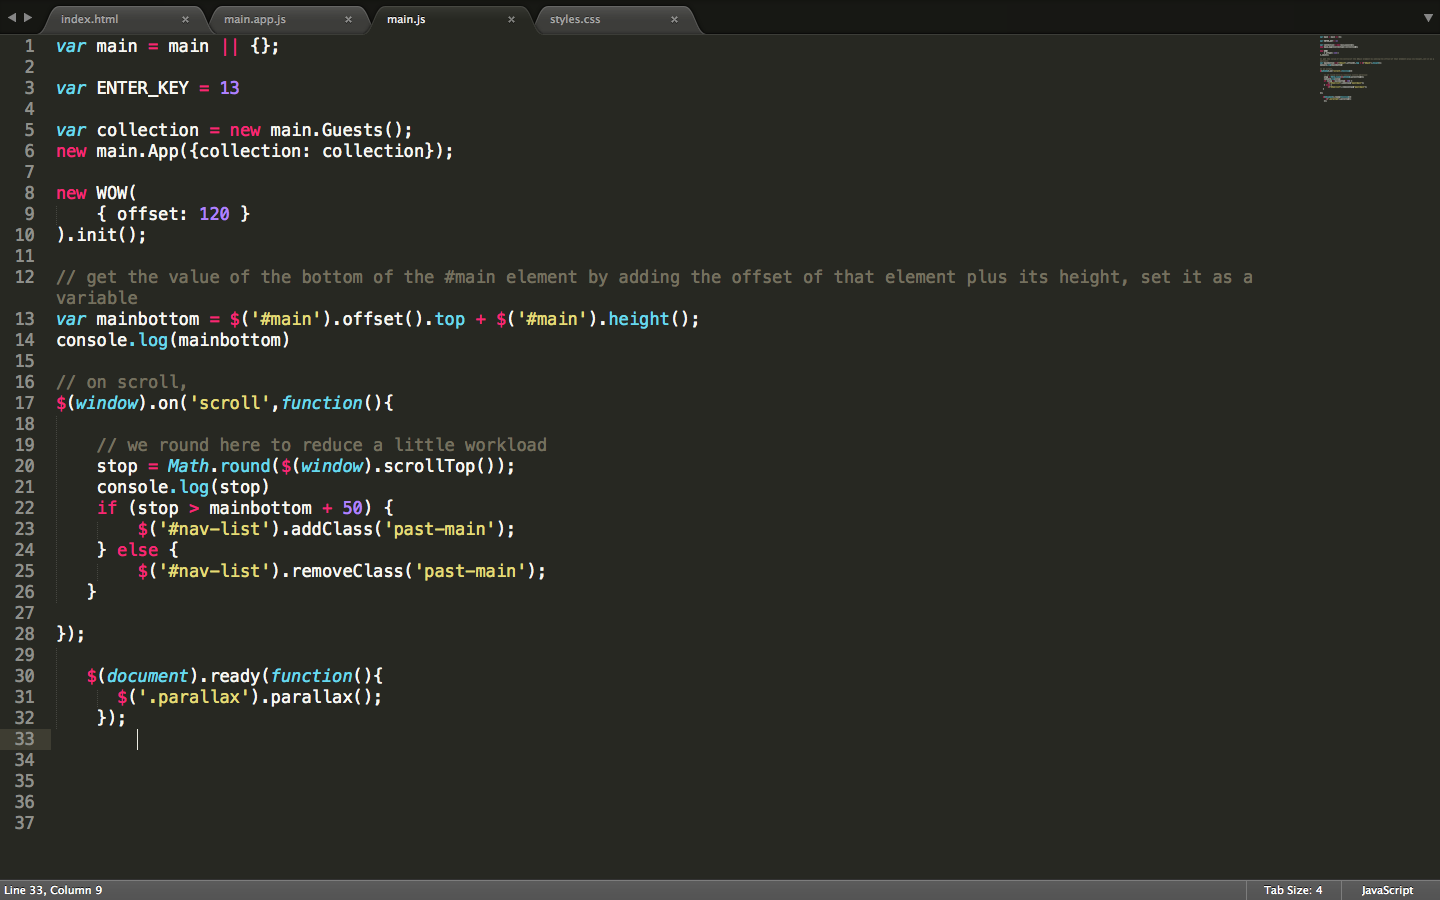 index.html × main.app.js × main.js × styles.css ×
1 var main = main || {};
2
3 var ENTER_KEY = 13
4
5 var collection = new main.Guests();
6 new main.App({collection: collection});
7
8 new WOW(
9 { offset: 120 }
10 ).init();
11
12 // get the value of the bottom of the #main element by adding the offset of that element plus its height, set it as a
variable
13 var mainbottom = $('#main').offset().top + $('#main').height();
14 console.log(mainbottom)
15
16 // on scroll,
17 $(window).on('scroll',function(){
18
19 // we round here to reduce a little workload
20 stop = Math.round($(window).scrollTop());
21 console.log(stop)
22 if (stop > mainbottom + 50) {
23 $('#nav-list').addClass('past-main');
24 } else {
25 $('#nav-list').removeClass('past-main');
26 }
27
28 });
29
30 $(document).ready(function(){
31 $('.parallax').parallax();
32 });
33
34
35
36
37
Line 33, Column 9 Tab Size: 4 JavaScript